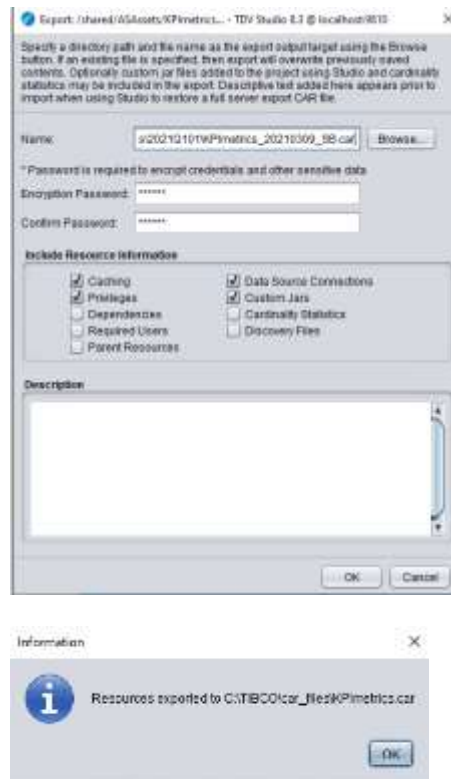 Export: /shared/ASAssets/KPImetrics... - TDV Studio 8.3 @ localhost:9810
Specify a directory path and file name as the export output target using the Browse
button. If an existing file is specified, then export will overwrite previously saved
contents. Optionally custom jar files added to the project using Studio and cardinality
statistics may be included in the export. Descriptive text added here appears prior to
import when using Studio to restore a full server export CAR file.
Name: s\2021Q101\KPImetrics_20210309_SB.car Browse...
* Password is required to encrypt credentials and other sensitive data
Encryption Password: ******
Confirm Password: ******
Include Resource Information
Caching Data Source Connections
Privileges Custom Jars
Dependencies Cardinality Statistics
Required Users Discovery Files
Parent Resources
Description
OK Cancel
Information
Resources exported to C:\TIBCO\car_files\KPImetrics.car
OK